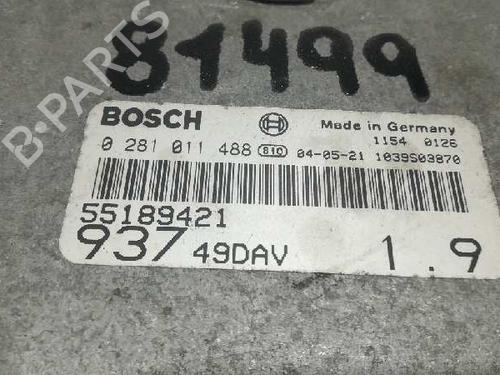 81499
B-PARTS
BOSCH
Made in Germany
1154 0126
0 281 011 488 810 04-05-21 1039S03870
55189421
937 49DAV 1.9